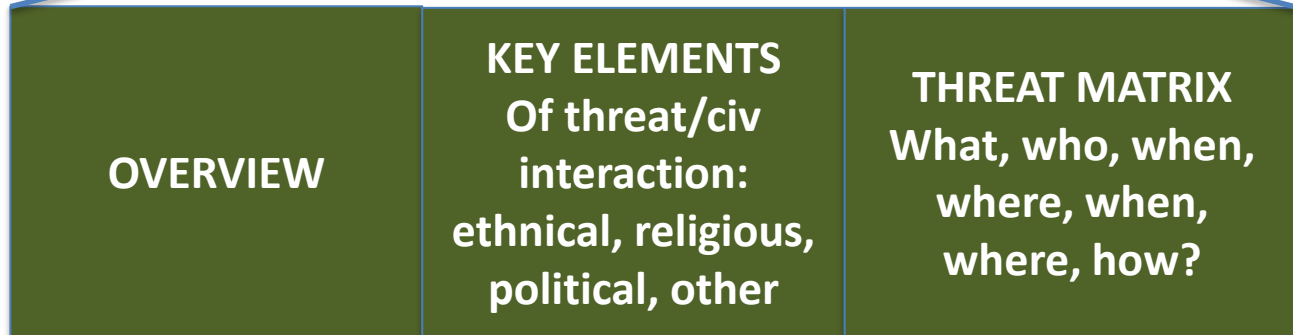 OVERVIEW
KEY ELEMENTS
Of threat/civ
interaction:
ethnical, religious,
political, other
THREAT MATRIX
What, who, when,
where, when,
where, how?